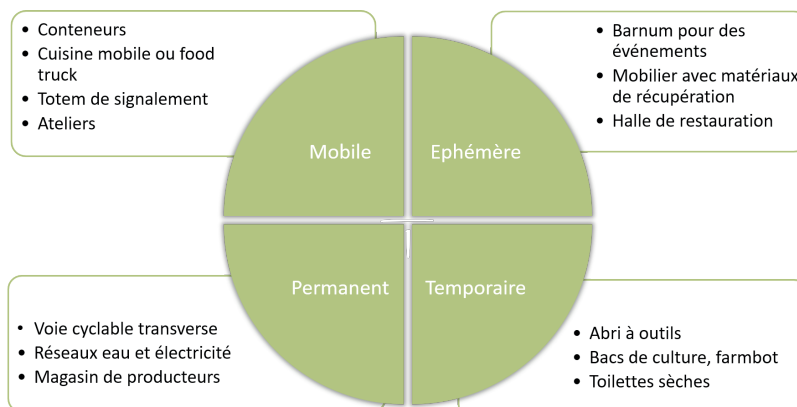 • Conteneurs
• Cuisine mobile ou food
truck
• Totem de signalement
• Ateliers
• Barnum pour des
événements
• Mobilier avec matériaux
de récupération
• Halle de restauration
Mobile
Ephémère
Permanent
Temporaire
• Voie cyclable transverse
• Réseaux eau et électricité
• Magasin de producteurs
• Abri à outils
• Bacs de culture, farmbot
• Toilettes sèches